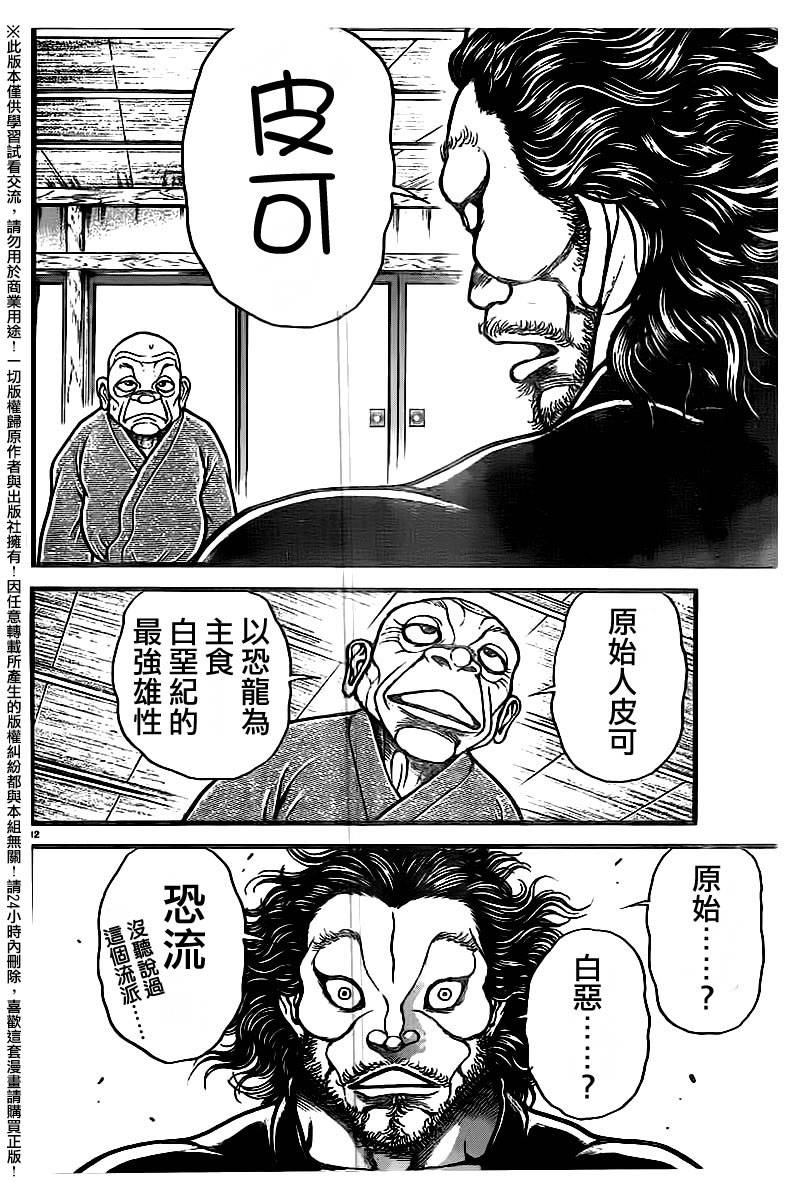 皮
可
原始人皮可
以恐龍為
主食
白堊紀的
最強雄性
原始……？
白惡……？
恐流
沒聽說過
這個流派……
12
※此版本僅供學習試看交流，請勿用於商業用途！一切版權歸原作者與出版社擁有！因任意轉載所產生的版權糾紛都與本組無關！請24小時內刪除，喜歡這套漫畫請購買正版！